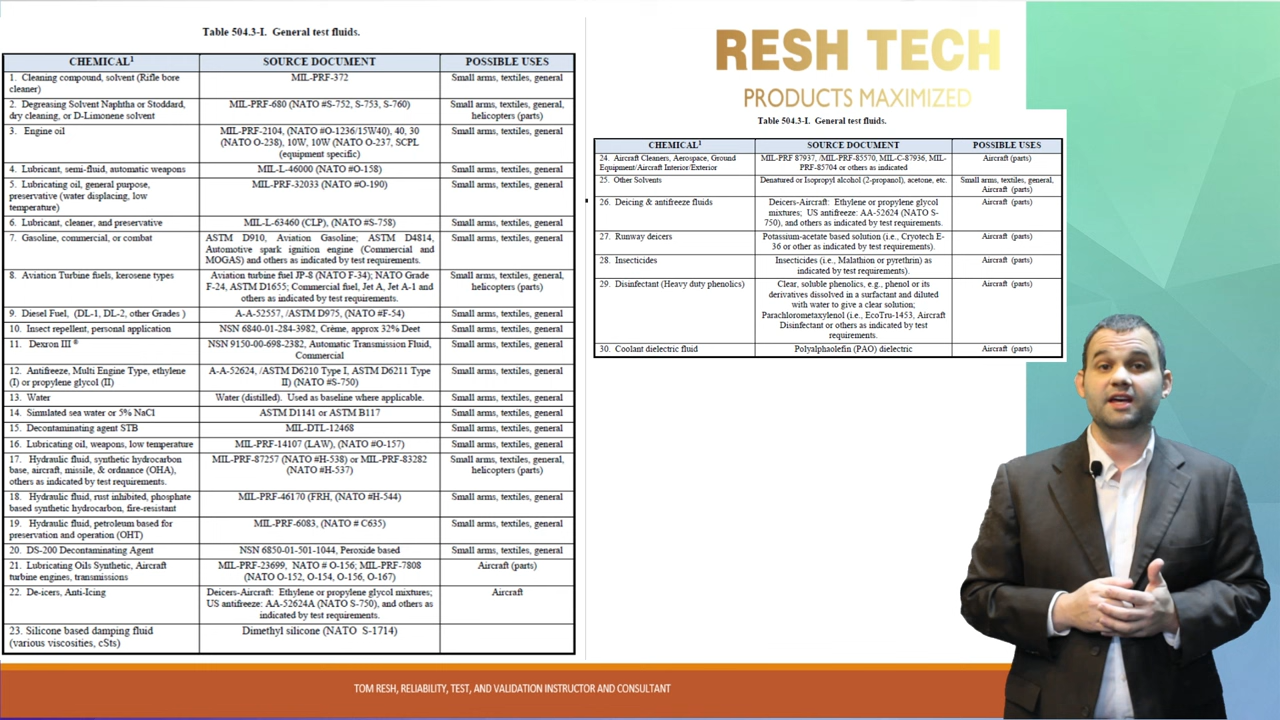 Table 504.3-I. General test fluids.
CHEMICAL¹ SOURCE DOCUMENT POSSIBLE USES
1. Cleaning compound, solvent (Rifle bore MIL-PRF-372 Small arms, textiles, general
cleaner)
2. Degreasing Solvent Naphtha or Stoddard, MIL-PRF-680 (NATO #S-752, S-753, S-760) Small arms, textiles, general,
dry cleaning, or D-Limonene solvent helicopters (parts)
3. Engine oil MIL-PRF-2104, (NATO #O-1236/15W40), 40, 30 Small arms, textiles, general
(NATO O-238), 10W, 10W (NATO O-237, SCPL
(equipment specific)
4. Lubricant, semi-fluid, automatic weapons MIL-L-46000 (NATO #O-158) Small arms, textiles, general
5. Lubricating oil, general purpose, MIL-PRF-32033 (NATO #O-190) Small arms, textiles, general
preservative (water displacing, low
temperature)
6. Lubricant, cleaner, and preservative MIL-L-63460 (CLP), (NATO #S-758) Small arms, textiles, general
7. Gasoline, commercial, or combat ASTM D910, Aviation Gasoline; ASTM D4814, Small arms, textiles, general
Automotive spark ignition engine (Commercial and
MOGAS) and others as indicated by test requirements.
8. Aviation Turbine fuels, kerosene types Aviation turbine fuel JP-8 (NATO F-34); NATO Grade Small arms, textiles, general,
F-24, ASTM D1655; Commercial fuel, Jet A, Jet A-1 and helicopters (parts)
others as indicated by test requirements.
9. Diesel Fuel, (DL-1, DL-2, other Grades ) A-A-52557, /ASTM D975, (NATO #F-54) Small arms, textiles, general
10. Insect repellent, personal application NSN 6840-01-284-3982, Crème, approx 32% Deet Small arms, textiles, general
11. Dexron III ® NSN 9150-00-698-2382, Automatic Transmission Fluid, Small arms, textiles, general
Commercial
12. Antifreeze, Multi Engine Type, ethylene A-A-52624, /ASTM D6210 Type I, ASTM D6211 Type Small arms, textiles, general
(I) or propylene glycol (II) II) (NATO #S-750)
13. Water Water (distilled). Used as baseline where applicable. Small arms, textiles, general
14. Simulated sea water or 5% NaCl ASTM D1141 or ASTM B117 Small arms, textiles, general
15. Decontaminating agent STB MIL-DTL-12468 Small arms, textiles, general
16. Lubricating oil, weapons, low temperature MIL-PRF-14107 (LAW), (NATO #O-157) Small arms, textiles, general
17. Hydraulic fluid, synthetic hydrocarbon MIL-PRF-87257 (NATO #H-538) or MIL-PRF-83282 Small arms, textiles, general,
base, aircraft, missile, & ordnance (OHA), (NATO #H-537) helicopters (parts)
others as indicated by test requirements.
18. Hydraulic fluid, rust inhibited, phosphate MIL-PRF-46170 (FRH, (NATO #H-544) Small arms, textiles, general
based synthetic hydrocarbon, fire-resistant
19. Hydraulic fluid, petroleum based for MIL-PRF-6083, (NATO # C635) Small arms, textiles, general
preservation and operation (OHT)
20. DS-200 Decontaminating Agent NSN 6850-01-501-1044, Peroxide based Small arms, textiles, general
21. Lubricating Oils Synthetic, Aircraft MIL-PRF-23699, NATO # O-156; MIL-PRF-7808 Aircraft (parts)
turbine engines, transmissions (NATO O-152, O-154, O-156, O-167)
22. De-icers, Anti-Icing Deicers-Aircraft: Ethylene or propylene glycol mixtures; Aircraft
US antifreeze: AA-52624A (NATO S-750), and others as
indicated by test requirements.
23. Silicone based damping fluid Dimethyl silicone (NATO S-1714)
(various viscosities, cSts)
RESH TECH
PRODUCTS MAXIMIZED
Table 504.3-I. General test fluids.
CHEMICAL¹ SOURCE DOCUMENT POSSIBLE USES
24. Aircraft Cleaners, Aerospace, Ground MIL-PRF 87937, /MIL-PRF-85570, MIL-C-87936, MIL- Aircraft (parts)
Equipment/Aircraft Interior/Exterior PRF-85704 or others as indicated
25. Other Solvents Denatured or Isopropyl alcohol (2-propanol), acetone, etc. Small arms, textiles, general,
Aircraft (parts)
26. Deicing & antifreeze fluids Deicers-Aircraft: Ethylene or propylene glycol Aircraft (parts)
mixtures; US antifreeze: AA-52624 (NATO S-
750), and others as indicated by test requirements.
27. Runway deicers Potassium-acetate based solution (i.e., Cryotech E- Aircraft (parts)
36 or other as indicated by test requirements).
28. Insecticides Insecticides (i.e., Malathion or pyrethrin) as Aircraft (parts)
indicated by test requirements).
29. Disinfectant (Heavy duty phenolics) Clear, soluble phenolics, e.g., phenol or its Aircraft (parts)
derivatives dissolved in a surfactant and diluted
with water to give a clear solution;
Parachlorometaxylenol (i.e., EcoTru-1453, Aircraft
Disinfectant or others as indicated by test
requirements.
30. Coolant dielectric fluid Polyalphaolefin (PAO) dielectric Aircraft (parts)
TOM RESH, RELIABILITY, TEST, AND VALIDATION INSTRUCTOR AND CONSULTANT